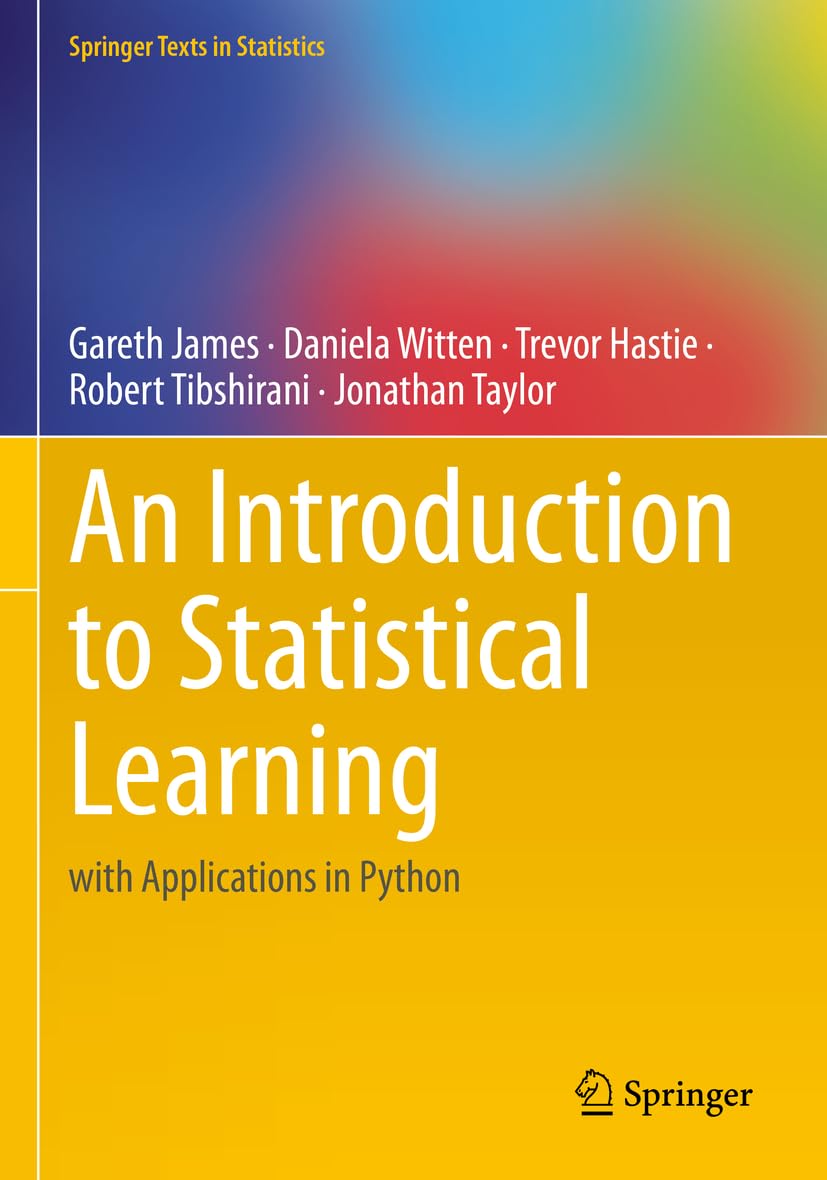 Springer Texts in Statistics
Gareth James · Daniela Witten · Trevor Hastie ·
Robert Tibshirani · Jonathan Taylor
An Introduction
to Statistical
Learning
with Applications in Python
Springer